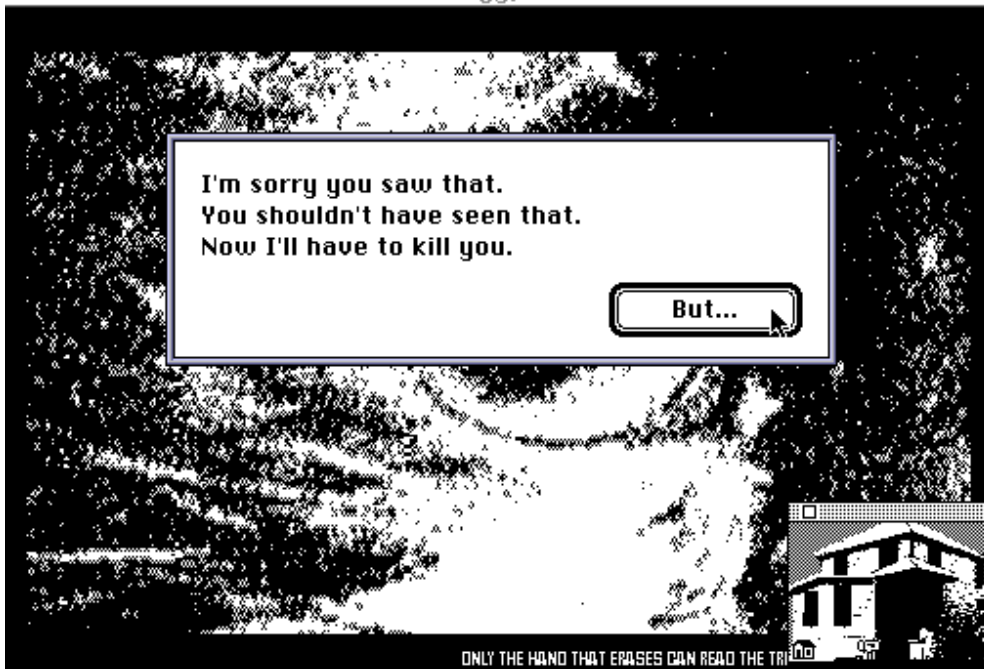 I'm sorry you saw that.
You shouldn't have seen that.
Now I'll have to kill you.
But...
ONLY THE HAND THAT ERASES CAN READ THE